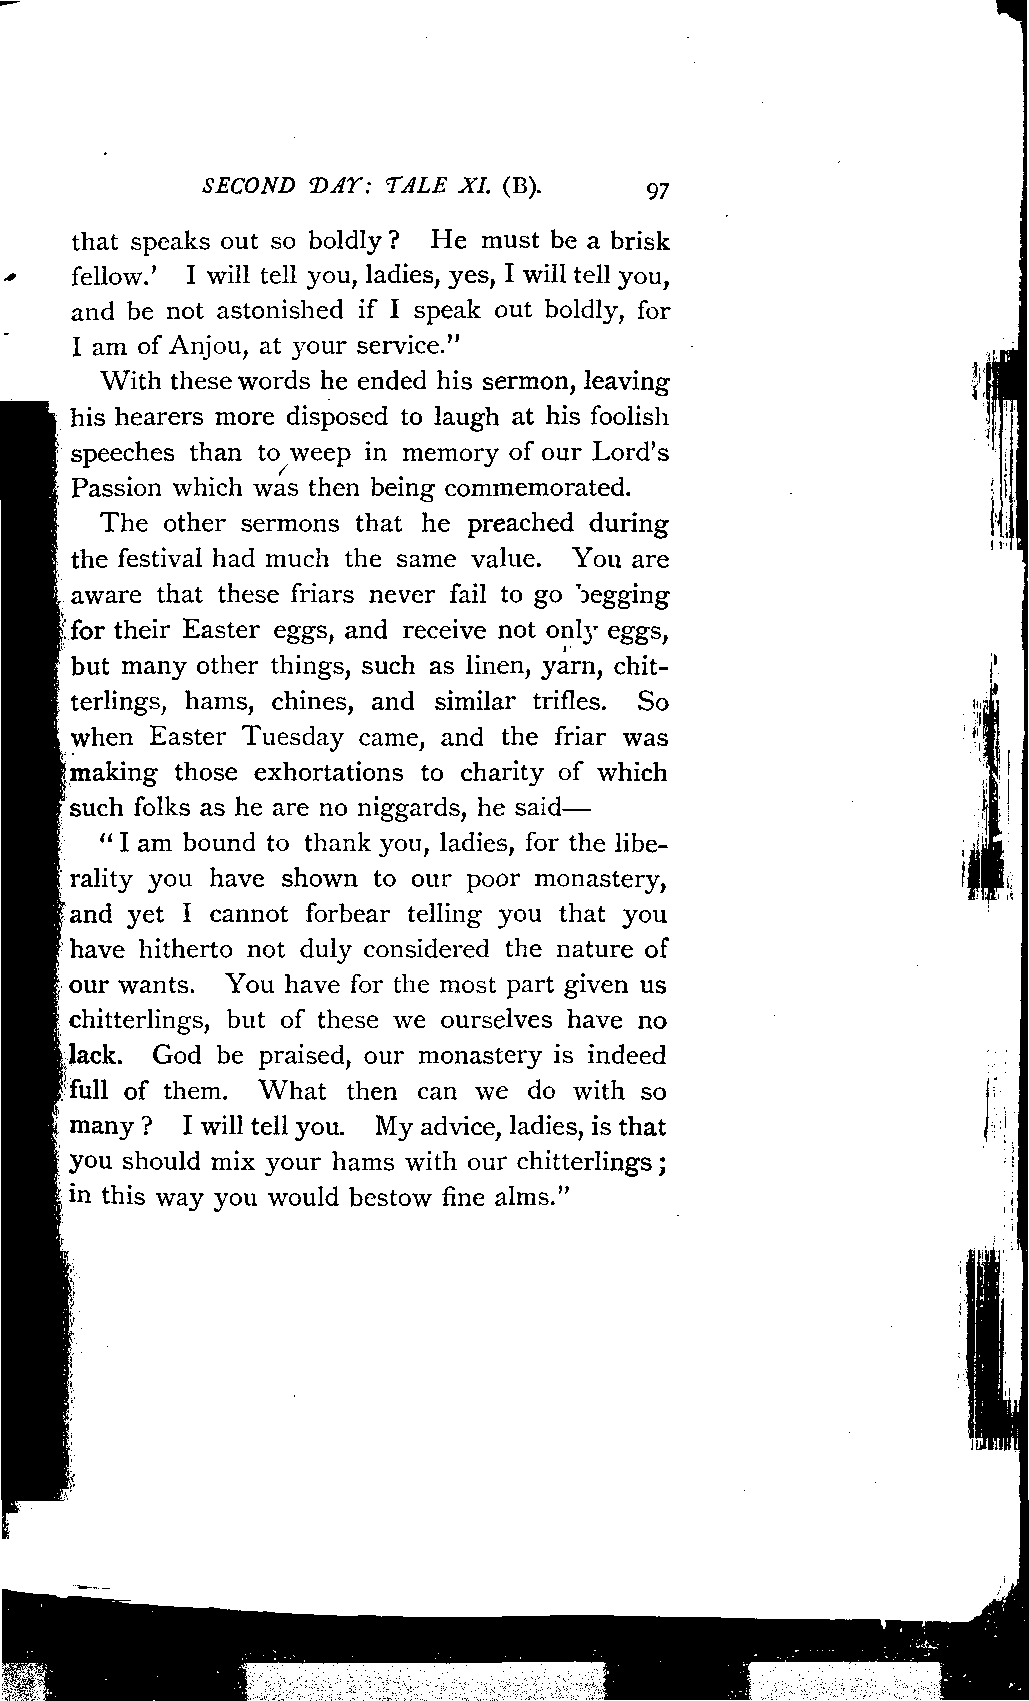 SECOND DAY: TALE XI. (B). 97
that speaks out so boldly? He must be a brisk
fellow.' I will tell you, ladies, yes, I will tell you,
and be not astonished if I speak out boldly, for
I am of Anjou, at your service."
With these words he ended his sermon, leaving
his hearers more disposed to laugh at his foolish
speeches than to weep in memory of our Lord's
Passion which was then being commemorated.
The other sermons that he preached during
the festival had much the same value. You are
aware that these friars never fail to go begging
for their Easter eggs, and receive not only eggs,
but many other things, such as linen, yarn, chit-
terlings, hams, chines, and similar trifles. So
when Easter Tuesday came, and the friar was
making those exhortations to charity of which
such folks as he are no niggards, he said—
"I am bound to thank you, ladies, for the libe-
rality you have shown to our poor monastery,
and yet I cannot forbear telling you that you
have hitherto not duly considered the nature of
our wants. You have for the most part given us
chitterlings, but of these we ourselves have no
lack. God be praised, our monastery is indeed
full of them. What then can we do with so
many? I will tell you. My advice, ladies, is that
you should mix your hams with our chitterlings;
in this way you would bestow fine alms."